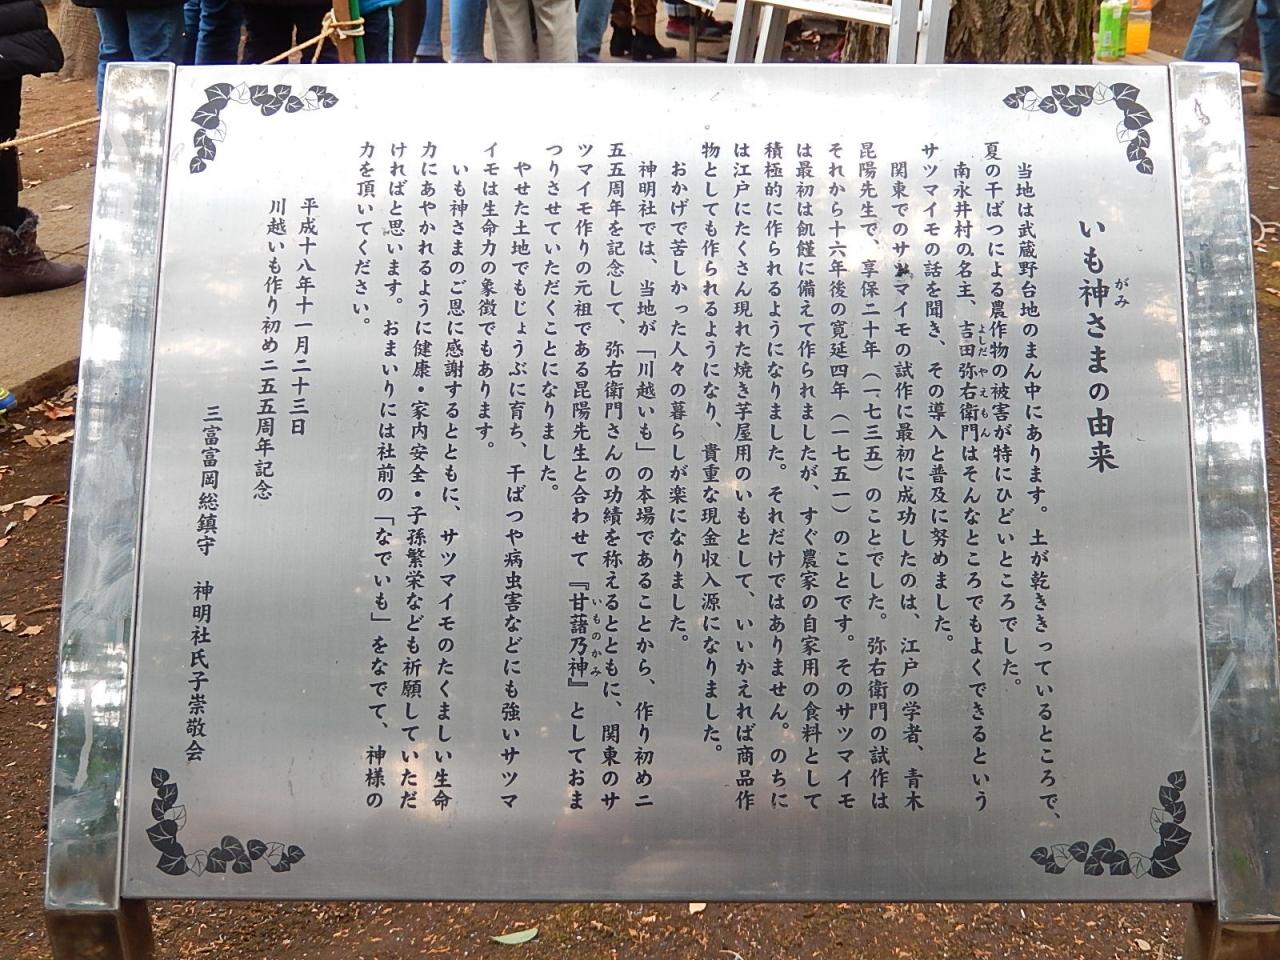 いも神さまの由来
がみ
当地は武蔵野台地のまん中にあります。土が乾ききっているところで、
夏の干ばつによる農作物の被害が特にひどいところでした。
南永井村の名主、吉田弥右衛門はそんなところでもよくできるという
よしだやえもん
サツマイモの話を聞き、その導入と普及に努めました。
関東でのサツマイモの試作に最初に成功したのは、江戸の学者、青木
昆陽先生で、享保二十年（一七三五）のことでした。弥右衛門の試作は
それから十六年後の寛延四年（一七五一）のことです。そのサツマイモ
は最初は飢饉に備えて作られましたが、すぐ農家の自家用の食料として
積極的に作られるようになりました。それだけではありません。のちに
は江戸にたくさん現れた焼き芋屋用のいもとして、いいかえれば商品作
物としても作られるようになり、貴重な現金収入源になりました。
おかげで苦しかった人々の暮らしが楽になりました。
神明社では、当地が「川越いも」の本場であることから、作り初め二
五五周年を記念して、弥右衛門さんの功績を称えるとともに、関東のサ
ツマイモ作りの元祖である昆陽先生と合わせて『甘藷乃神』としておま
いものかみ
つりさせていただくことになりました。
やせた土地でもじょうぶに育ち、干ばつや病虫害などにも強いサツマ
イモは生命力の象徴でもあります。
いも神さまのご恩に感謝するとともに、サツマイモのたくましい生命
力にあやかれるように健康・家内安全・子孫繁栄なども祈願していただ
ければと思います。おまいりには社前の「なでいも」をなでて、神様の
力を頂いてください。
平成十八年十一月二十三日
川越いも作り初め二五五周年記念
三富富岡総鎮守　神明社氏子崇敬会